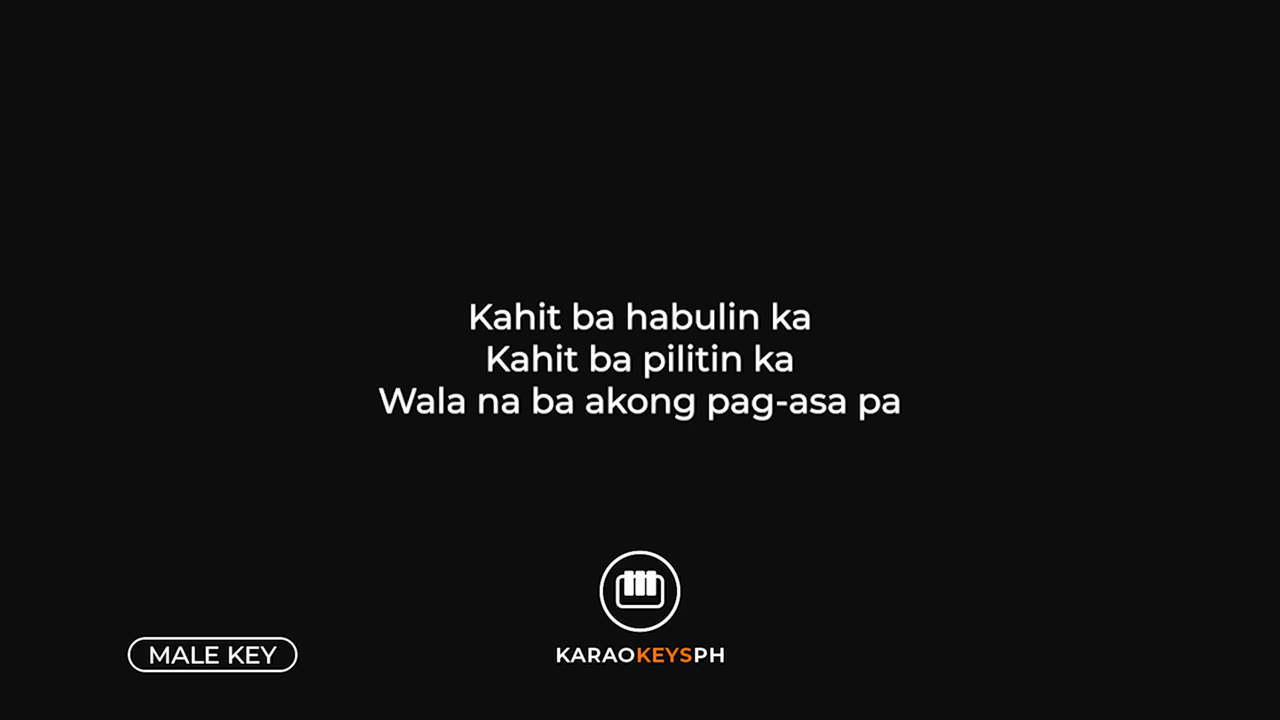 Kahit ba habulin ka
Kahit ba pilitin ka
Wala na ba akong pag-asa pa
MALE KEY
KARAOKEYSPH